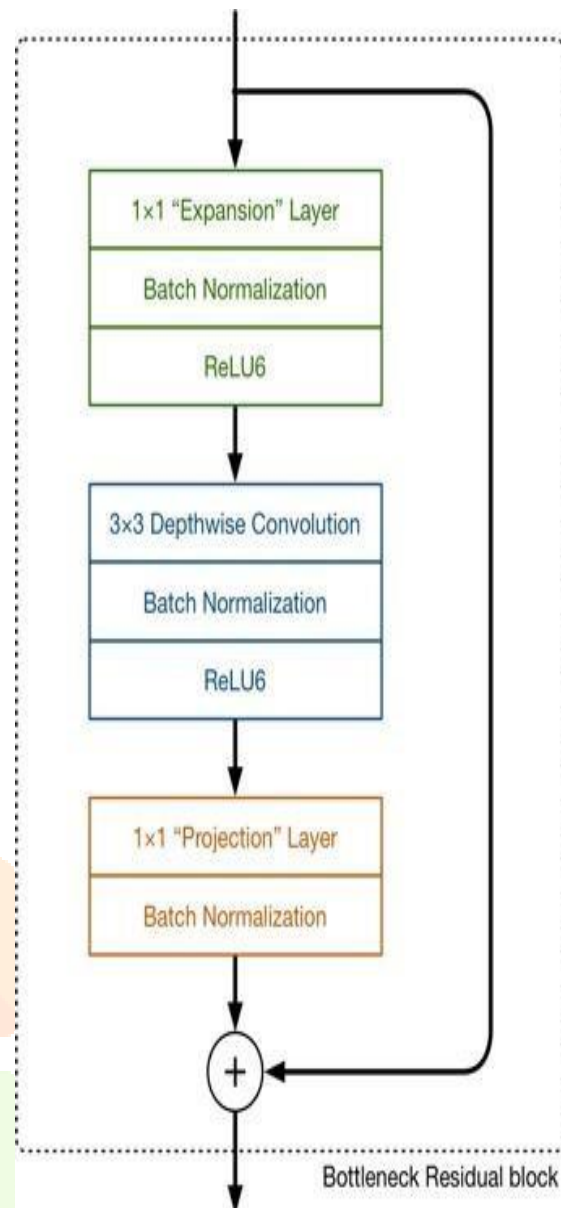 1×1 “Expansion” Layer
Batch Normalization
ReLU6
3×3 Depthwise Convolution
Batch Normalization
ReLU6
1×1 “Projection” Layer
Batch Normalization
+
Bottleneck Residual block